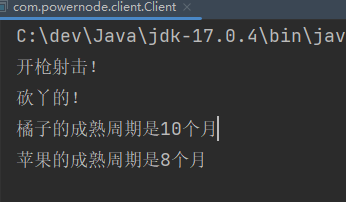 com.powernode.client.Client
C:\dev\Java\jdk-17.0.4\bin\jav
开枪射击!
砍丫的!
橘子的成熟周期是10个月
苹果的成熟周期是8个月